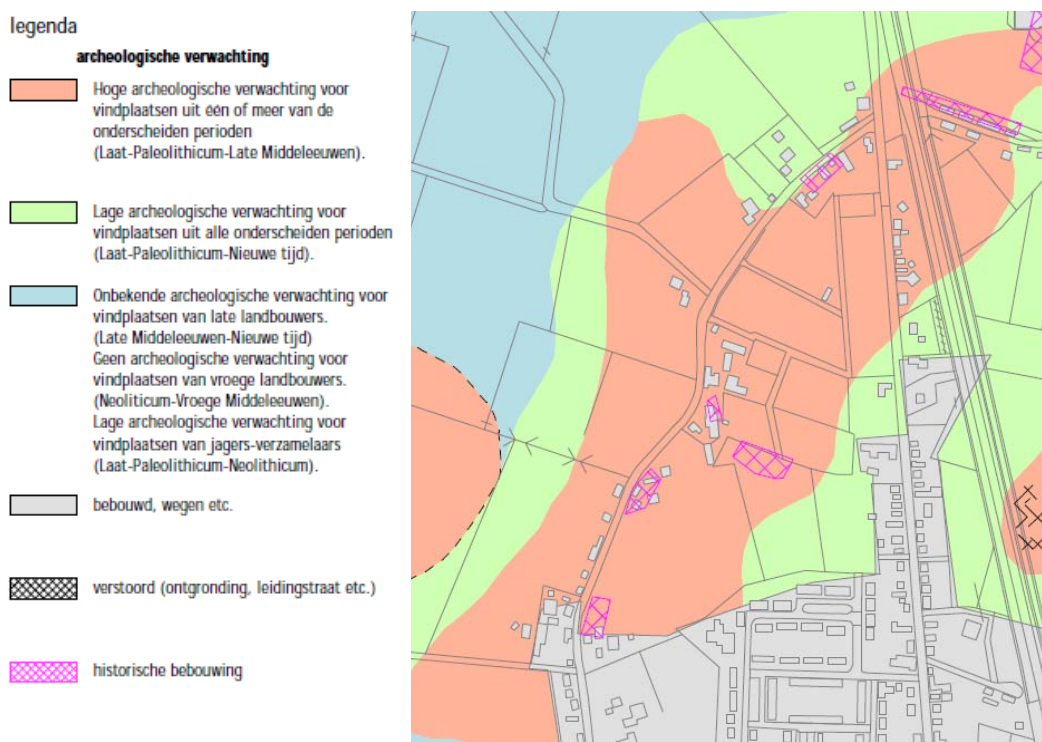 legenda
archeologische verwachting
Hoge archeologische verwachting voor
vindplaatsen uit één of meer van de
onderscheiden perioden
(Laat-Paleolithicum-Late Middeleeuwen).
Lage archeologische verwachting voor
vindplaatsen uit alle onderscheiden perioden
(Laat-Paleolithicum-Nieuwe tijd).
Onbekende archeologische verwachting voor
vindplaatsen van late landbouwers.
(Late Middeleeuwen-Nieuwe tijd)
Geen archeologische verwachting voor
vindplaatsen van vroege landbouwers.
(Neoliticum-Vroege Middeleeuwen).
Lage archeologische verwachting voor
vindplaatsen van jagers-verzamelaars
(Laat-Paleolithicum-Neolithicum).
bebouwd, wegen etc.
verstoord (ontgronding, leidingstraat etc.)
historische bebouwing